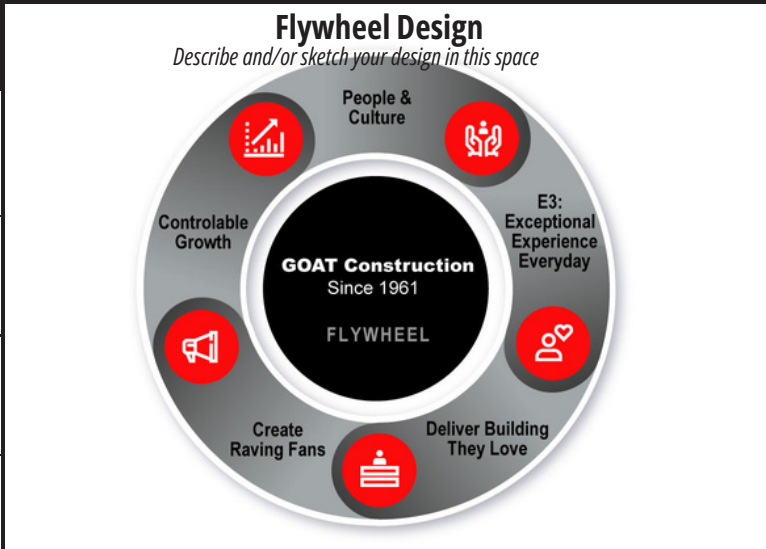 Flywheel Design
Describe and/or sketch your design in this space
People &
Culture
E3:
Exceptional
Experience
Everyday
Deliver Building
They Love
Create
Raving Fans
Controlable
Growth
GOAT Construction
Since 1961
FLYWHEEL